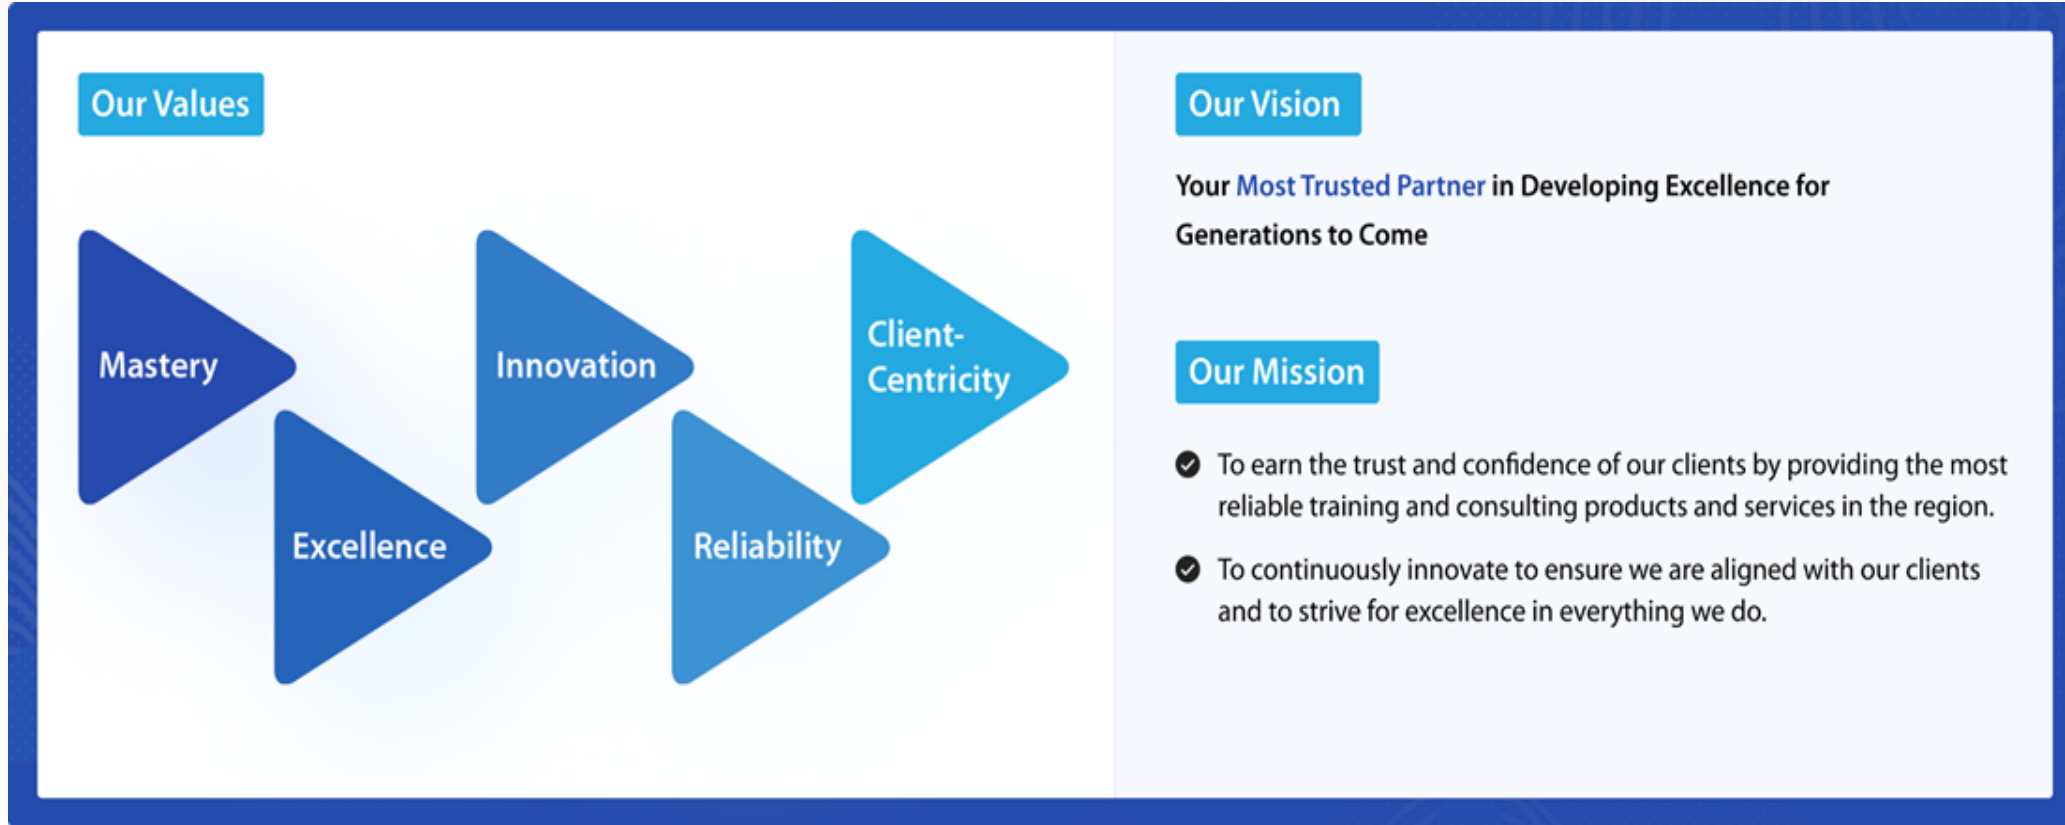 Our Values
Mastery
Excellence
Innovation
Reliability
Client-
Centricity
Our Vision
Your Most Trusted Partner in Developing Excellence for
Generations to Come
Our Mission
To earn the trust and confidence of our clients by providing the most
reliable training and consulting products and services in the region.
To continuously innovate to ensure we are aligned with our clients
and to strive for excellence in everything we do.